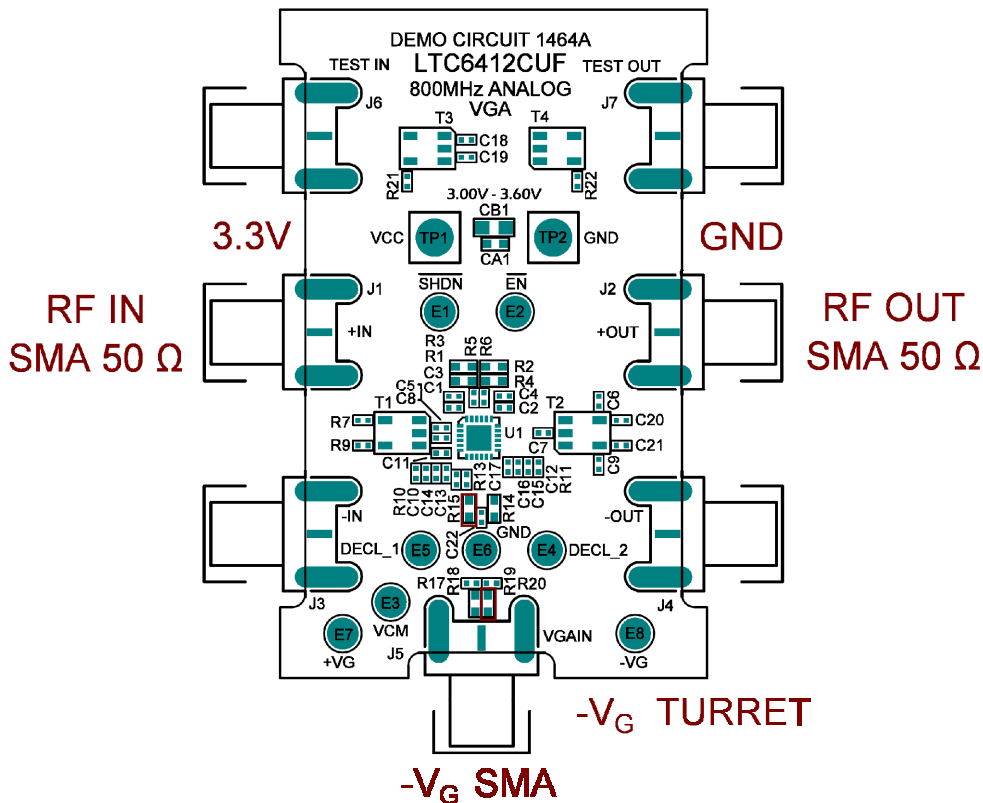 DEMO CIRCUIT 1464A
LTC6412CUF
TEST IN
TEST OUT
800MHz ANALOG
VGA
J6
J7
T3
T4
C18
C19
R21
R22
3.00V - 3.60V
CB1
3.3V
VCC
TP1
TP2
GND
GND
CA1
SHDN
EN
J1
J2
E1
E2
RF IN
SMA 50 Ω
RF OUT
SMA 50 Ω
+IN
+OUT
R3
R1
R5
R6
R2
C3
R4
C5
C1
C4
C8
C2
T1
T2
C6
R7
C20
U1
C7
R9
C21
C11
C9
R10
C10
C14
C13
R13
C17
C16
C15
C12
R11
-IN
-OUT
R15
R14
C22
GND
DECL_1
E5
E6
E4
DECL_2
R17
R18
R19
R20
J3
J4
E3
VCM
E7
+VG
J5
VGAIN
E8
-VG
-VG TURRET
-VG SMA